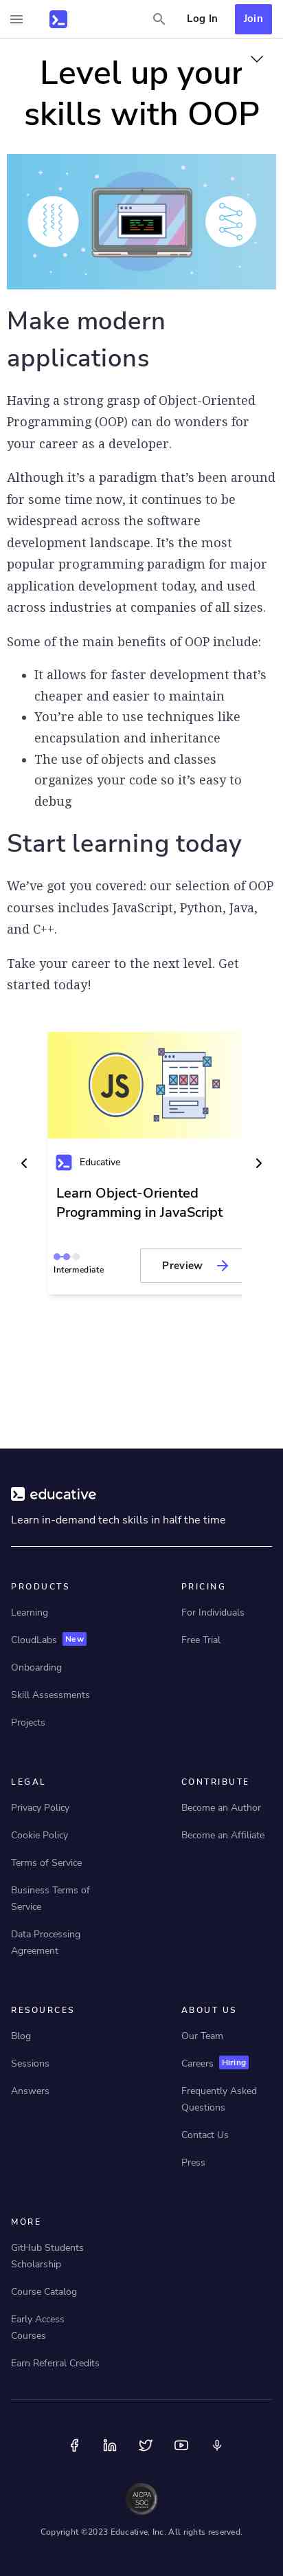 Log In
Join
Level up your
skills with OOP
Make modern
applications
Having a strong grasp of Object-Oriented
Programming (OOP) can do wonders for
your career as a developer.
Although it’s a paradigm that’s been around
for some time now, it continues to be
widespread across the software
development landscape. It’s the most
popular programming paradigm for major
application development today, and used
across industries at companies of all sizes.
Some of the main benefits of OOP include:
• It allows for faster development that’s
cheaper and easier to maintain
• You’re able to use techniques like
encapsulation and inheritance
• The use of objects and classes
organizes your code so it’s easy to
debug
Start learning today
We’ve got you covered: our selection of OOP
courses includes JavaScript, Python, Java,
and C++.
Take your career to the next level. Get
started today!
JS
Educative
Learn Object-Oriented
Programming in JavaScript
Intermediate
Preview
educative
Learn in-demand tech skills in half the time
PRODUCTS
Learning
CloudLabs New
Onboarding
Skill Assessments
Projects
PRICING
For Individuals
Free Trial
LEGAL
Privacy Policy
Cookie Policy
Terms of Service
Business Terms of
Service
Data Processing
Agreement
CONTRIBUTE
Become an Author
Become an Affiliate
RESOURCES
Blog
Sessions
Answers
ABOUT US
Our Team
Careers Hiring
Frequently Asked
Questions
Contact Us
Press
MORE
GitHub Students
Scholarship
Course Catalog
Early Access
Courses
Earn Referral Credits
AICPA
SOC
Copyright ©2023 Educative, Inc. All rights reserved.